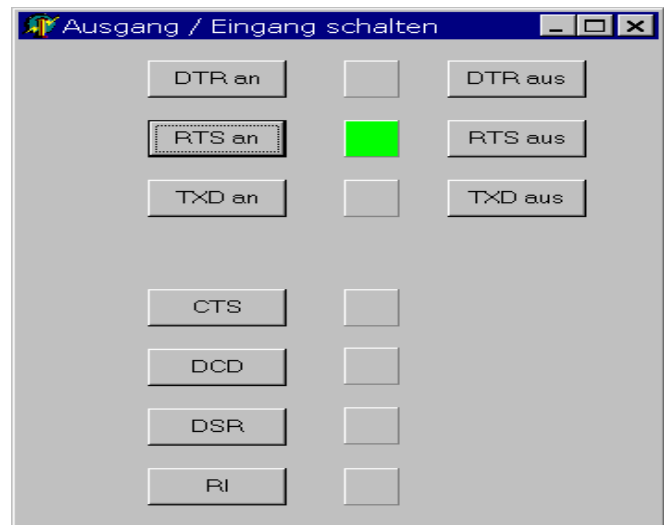 Ausgang / Eingang schalten
DTR an DTR aus
RTS an RTS aus
TXD an TXD aus
CTS
DCD
DSR
RI